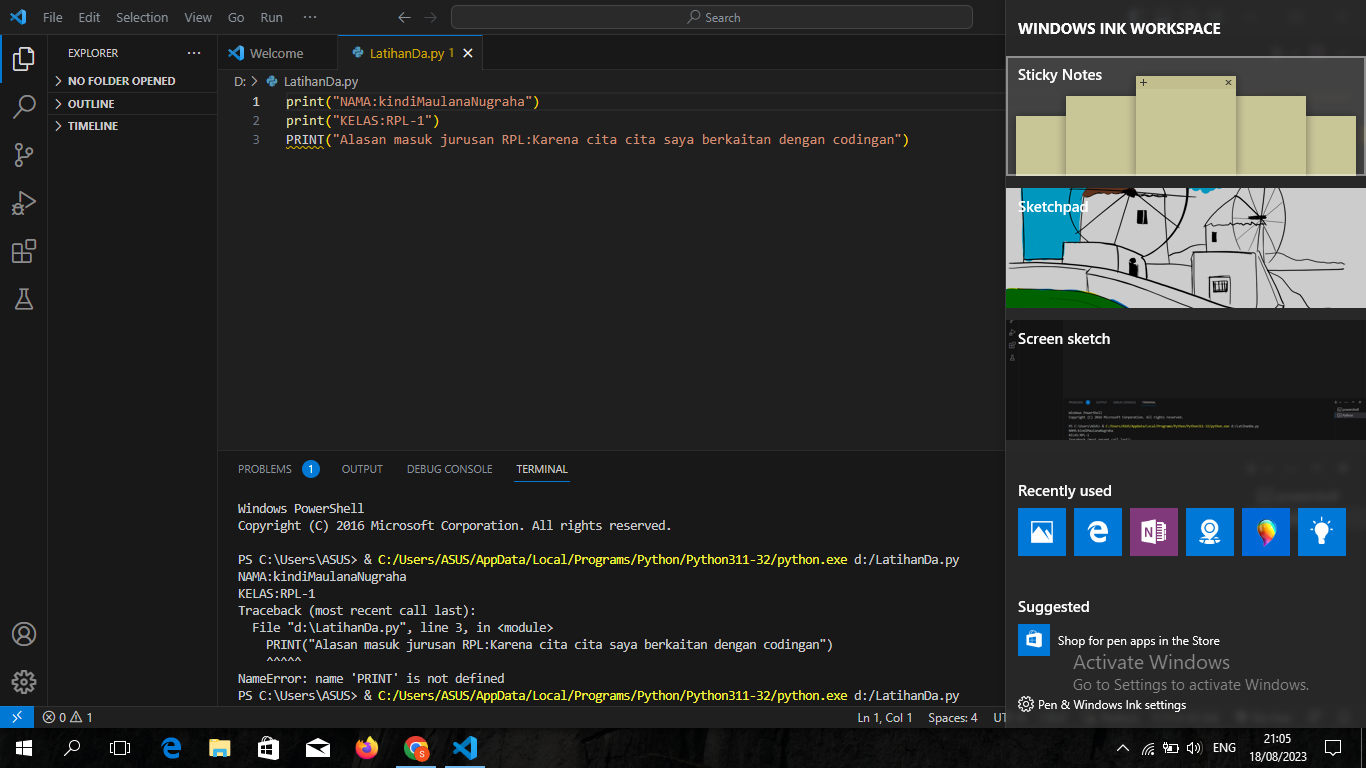 File Edit Selection View Go Run ··· Search
EXPLORER ···
NO FOLDER OPENED
OUTLINE
TIMELINE
Welcome LatihanDa.py 1
D: > LatihanDa.py
1 print("NAMA:kindiMaulanaNugraha")
2 print("KELAS:RPL-1")
3 PRINT("Alasan masuk jurusan RPL:Karena cita cita saya berkaitan dengan codingan")
PROBLEMS 1 OUTPUT DEBUG CONSOLE TERMINAL
Windows PowerShell
Copyright (C) 2016 Microsoft Corporation. All rights reserved.
PS C:\Users\ASUS> & C:/Users/ASUS/AppData/Local/Programs/Python/Python311-32/python.exe d:/LatihanDa.py
NAMA:kindiMaulanaNugraha
KELAS:RPL-1
Traceback (most recent call last):
File "d:\LatihanDa.py", line 3, in <module>
PRINT("Alasan masuk jurusan RPL:Karena cita cita saya berkaitan dengan codingan")
^^^^^
NameError: name 'PRINT' is not defined
PS C:\Users\ASUS> & C:/Users/ASUS/AppData/Local/Programs/Python/Python311-32/python.exe d:/LatihanDa.py
0 1 Ln 1, Col 1 Spaces: 4
WINDOWS INK WORKSPACE
Sticky Notes
Sketchpad
Screen sketch
Recently used
Suggested
Shop for pen apps in the Store
Activate Windows
Go to Settings to activate Windows.
Pen & Windows Ink settings
ENG 21:05
18/08/2023